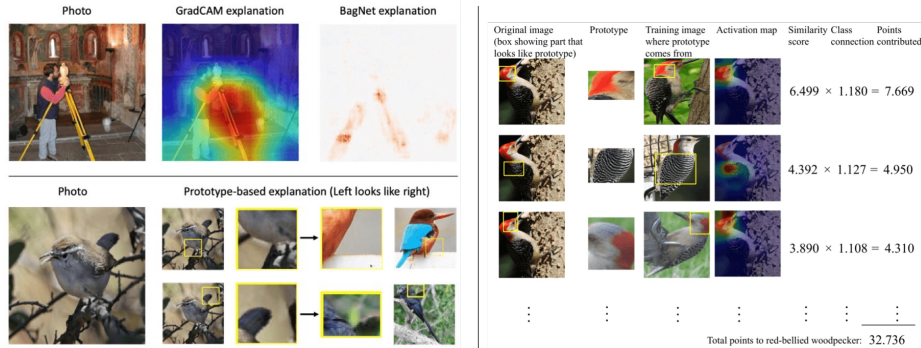 Photo
GradCAM explanation
BagNet explanation
Photo
Prototype-based explanation (Left looks like right)
Original image
(box showing part that
looks like prototype)
Prototype
Training image
where prototype
comes from
Activation map
Similarity
score
Class
connection
Points
contributed
6.499 × 1.180 = 7.669
4.392 × 1.127 = 4.950
3.890 × 1.108 = 4.310
Total points to red-bellied woodpecker: 32.736